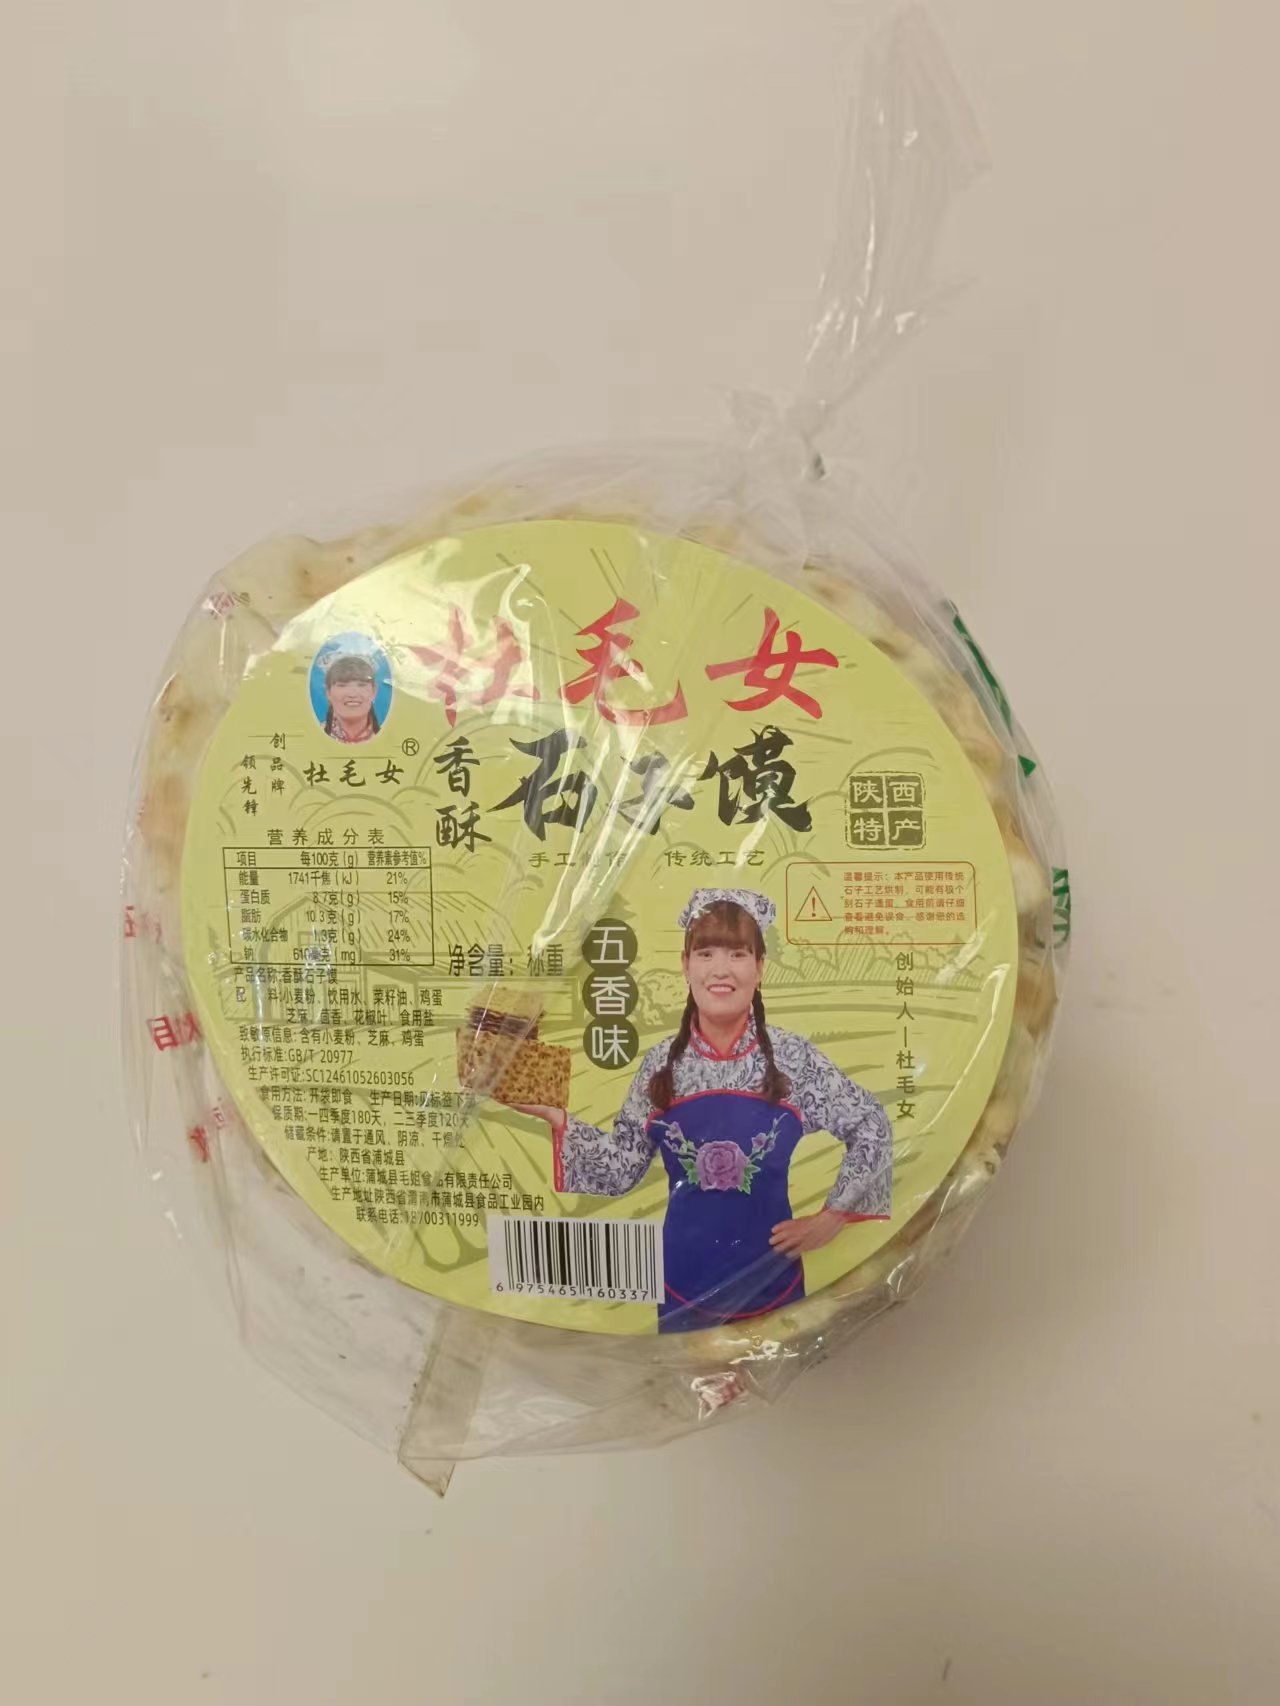 杜毛女
香酥
石子馍
手工制作 传统工艺
陕西
特产
创品牌
领先锋
杜毛女®
营养成分表
项目 每100克(g) 营养素参考值%
能量 1741千焦(kJ) 21%
蛋白质 8.7克(g) 15%
脂肪 10.3克(g) 17%
碳水化合物 1.3克(g) 24%
钠 610毫克(mg) 31%
产品名称:香酥石子馍
配 料:小麦粉、饮用水、菜籽油、鸡蛋
芝麻、茴香、花椒叶、食用盐
致敏原信息:含有小麦粉、芝麻、鸡蛋
执行标准:GB/T 20977
生产许可证:SC12461052603056
食用方法:开袋即食 生产日期:见标签下
保质期:一四季度180天，二三季度120天
储藏条件:请置于通风、阴凉、干燥处
产地:陕西省浦城县
生产单位:蒲城县毛姐食品有限责任公司
生产地址陕西省渭南市蒲城县食品工业园内
联系电话:18700311999
净含量:称重
五香味
温馨提示:本产品使用传统
石子工艺烘制，可能有极个
别石子遗留，食用前请仔细
查看避免误食，感谢您的选
购和理解。
创始人—杜毛女
6 975465 160337